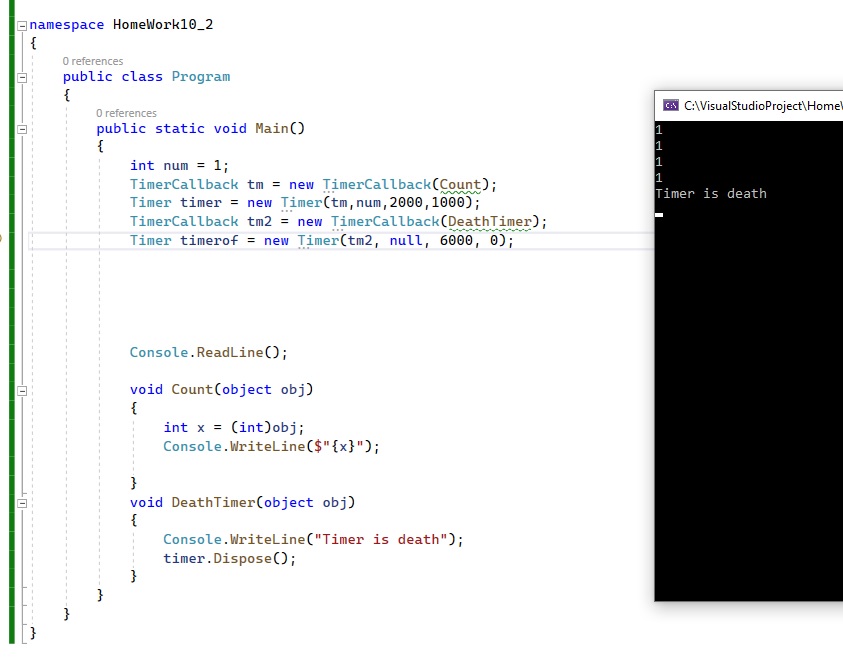 namespace HomeWork10_2
{
0 references
public class Program
{
0 references
public static void Main()
{
int num = 1;
TimerCallback tm = new TimerCallback(Count);
Timer timer = new Timer(tm,num,2000,1000);
TimerCallback tm2 = new TimerCallback(DeathTimer);
Timer timerof = new Timer(tm2, null, 6000, 0);
Console.ReadLine();
void Count(object obj)
{
int x = (int)obj;
Console.WriteLine($"{x}");
}
void DeathTimer(object obj)
{
Console.WriteLine("Timer is death");
timer.Dispose();
}
}
}
}
C:\VisualStudioProject\Home\
1
1
1
1
Timer is death